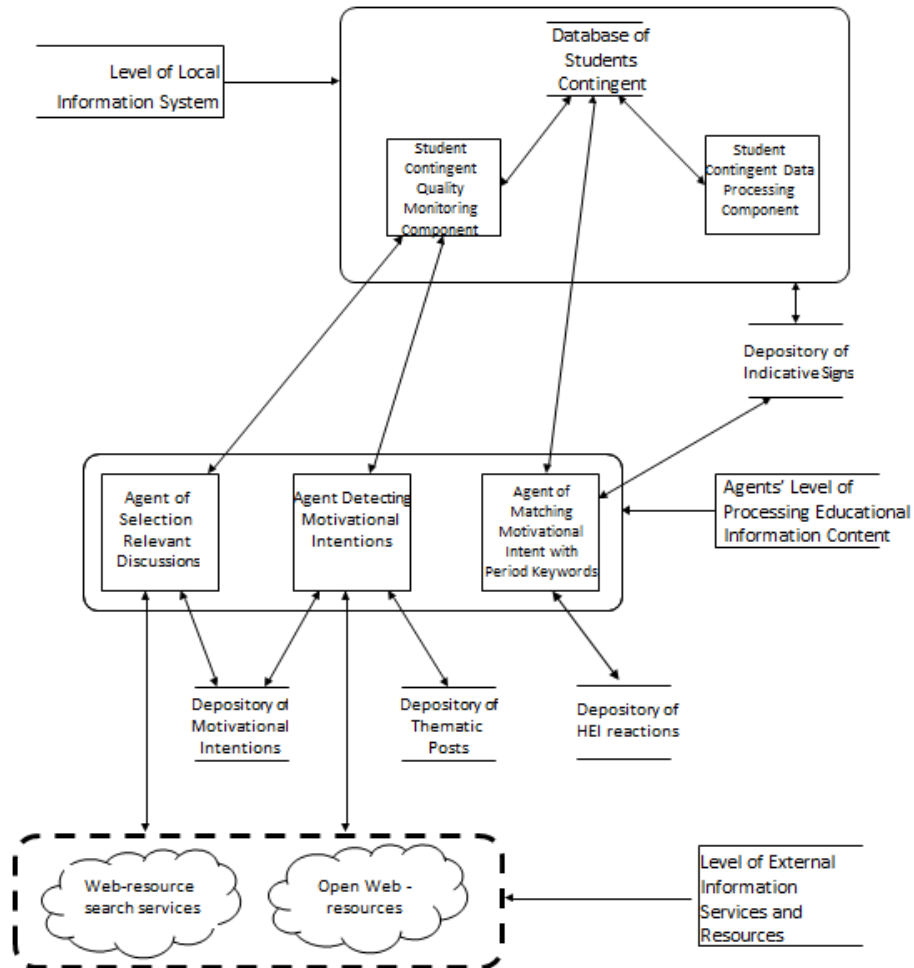 Level of Local
Information System
Database of
Students
Contingent
Student
Contingent
Quality
Monitoring
Component
Student
Contingent Data
Processing
Component
Depository of
Indicative Signs
Agent of
Selection
Relevant
Discussions
Agent Detecting
Motivational
Intentions
Agent of
Matching
Motivational
Intent with
Period Keywords
Agents' Level of
Processing Educational
Information Content
Depository of
Motivational
Intentions
Depository of
Thematic
Posts
Depository of
HEI reactions
Web-resource
search services
Open Web -
resources
Level of External
Information
Services and
Resources